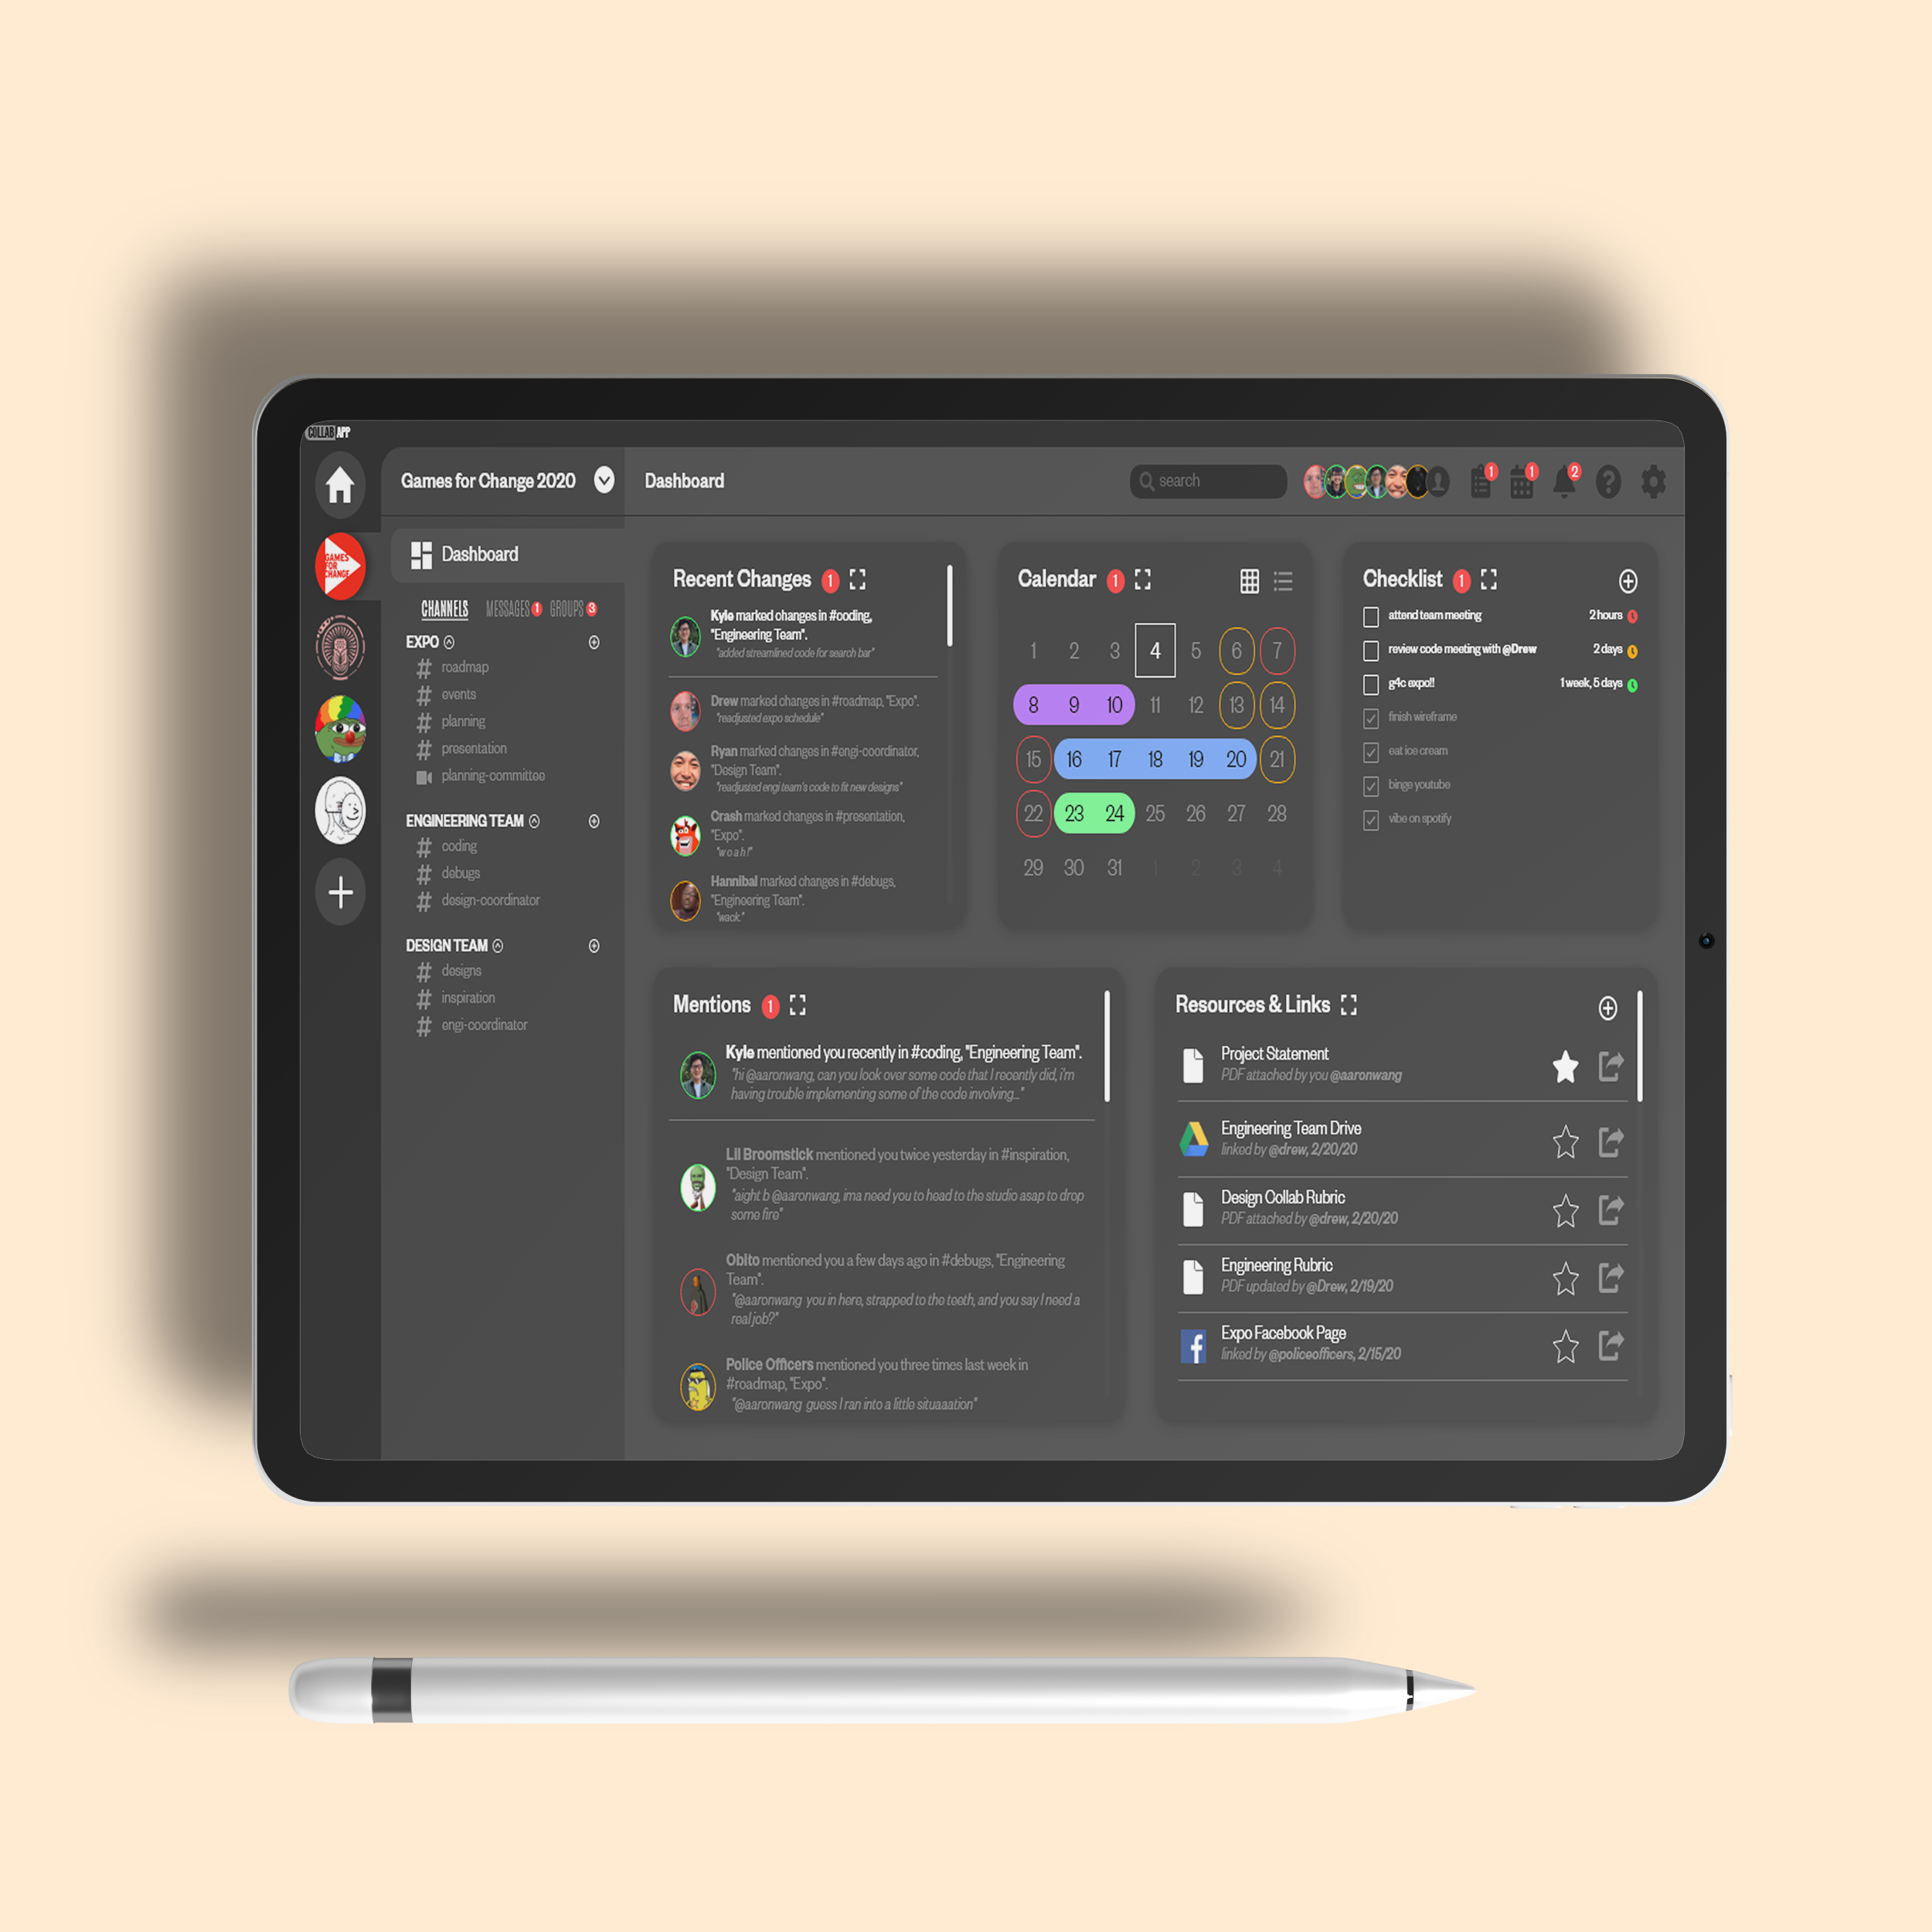 COLLAB APP
Games for Change 2020
Dashboard
search
1
1
2
GAMES
FOR
CHANGE
Dashboard
CHANNELS MESSAGES 1 GROUPS 3
EXPO
# roadmap
# events
# planning
# presentation
planning-committee
ENGINEERING TEAM
# coding
# debugs
# design-coordinator
DESIGN TEAM
# designs
# inspiration
# engi-coordinator
Recent Changes 1
Kyle marked changes in #coding,
"Engineering Team".
"added streamlined code for search bar"
Drew marked changes in #roadmap, "Expo".
"readjusted expo schedule"
Ryan marked changes in #engi-coordinator,
"Design Team".
"readjusted engi team's code to fit new designs"
Crash marked changes in #presentation,
"Expo".
"w o a h !"
Hannibal marked changes in #debugs,
"Engineering Team".
"wack."
Calendar 1
1 2 3 4 5 6 7
8 9 10 11 12 13 14
15 16 17 18 19 20 21
22 23 24 25 26 27 28
29 30 31 1 2 3 4
Checklist 1
attend team meeting 2 hours
review code meeting with @Drew 2 days
g4c expo!! 1 week, 5 days
finish wireframe
eat ice cream
binge youtube
vibe on spotify
Mentions 1
Kyle mentioned you recently in #coding, "Engineering Team".
"hi @aaronwang, can you look over some code that I recently did, i'm
having trouble implementing some of the code involving..."
Lil Broomstick mentioned you twice yesterday in #inspiration,
"Design Team".
"aight b @aaronwang, ima need you to head to the studio asap to drop
some fire"
Obito mentioned you a few days ago in #debugs, "Engineering
Team".
"@aaronwang you in here, strapped to the teeth, and you say I need a
real job?"
Police Officers mentioned you three times last week in
#roadmap, "Expo".
"@aaronwang guess I ran into a little situaaation"
Resources & Links
Project Statement
PDF attached by you @aaronwang
Engineering Team Drive
linked by @drew, 2/20/20
Design Collab Rubric
PDF attached by @drew, 2/20/20
Engineering Rubric
PDF updated by @Drew, 2/19/20
Expo Facebook Page
linked by @policeofficers, 2/15/20